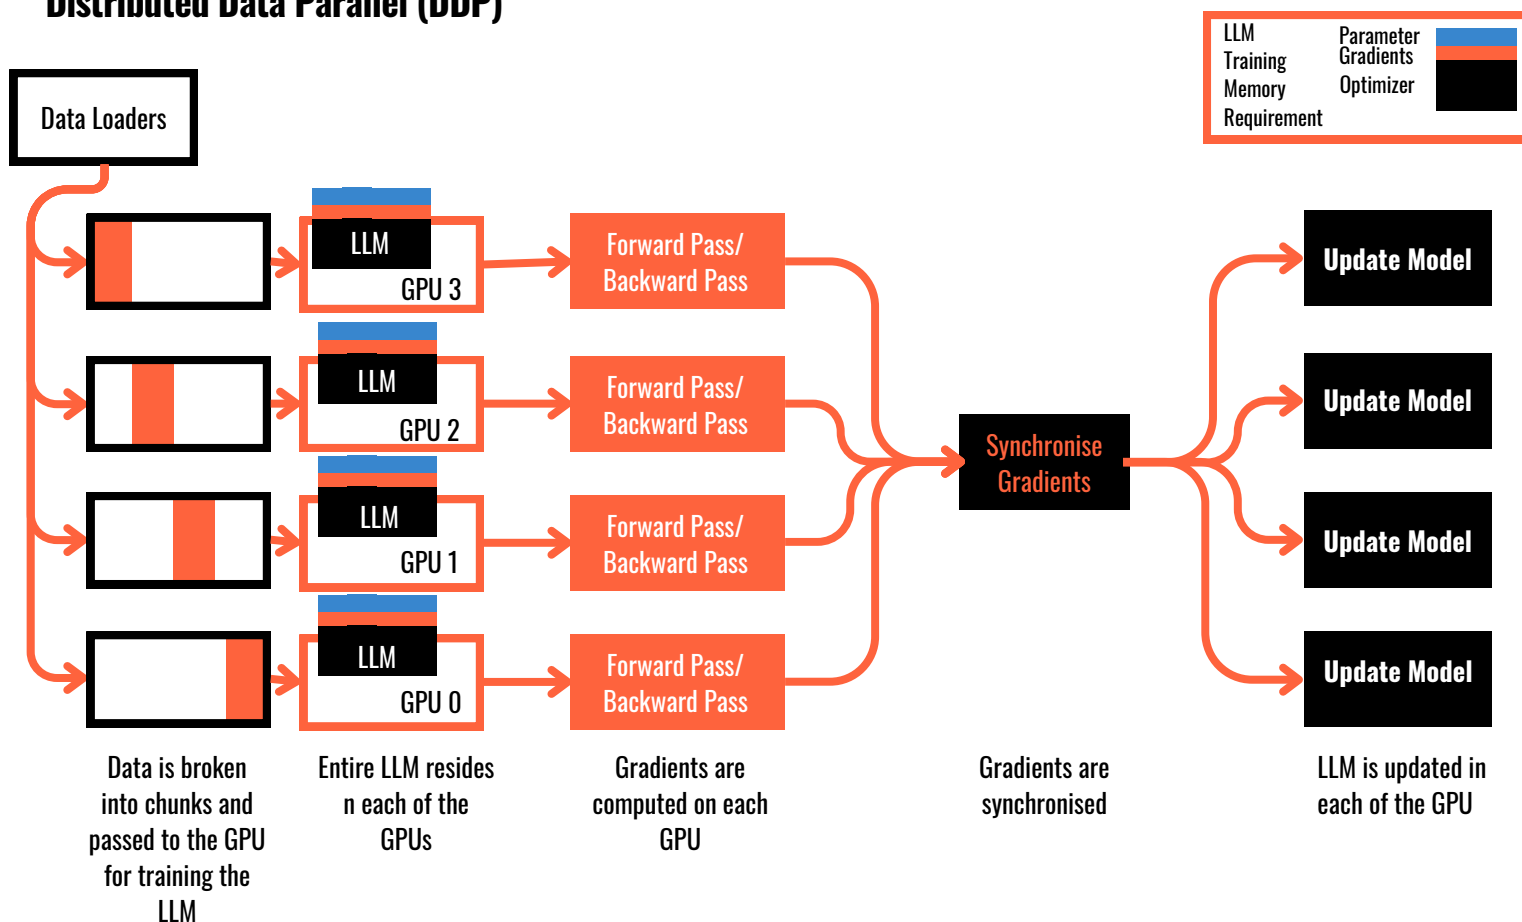 Distributed Data Parallel (DDP)
LLM
Training
Memory
Requirement
Parameter
Gradients
Optimizer
Data Loaders
LLM
GPU 3
Forward Pass/
Backward Pass
Update Model
LLM
GPU 2
Forward Pass/
Backward Pass
Update Model
Synchronise
Gradients
LLM
GPU 1
Forward Pass/
Backward Pass
Update Model
LLM
GPU 0
Forward Pass/
Backward Pass
Update Model
Data is broken
into chunks and
passed to the GPU
for training the
LLM
Entire LLM resides
n each of the
GPUs
Gradients are
computed on each
GPU
Gradients are
synchronised
LLM is updated in
each of the GPU